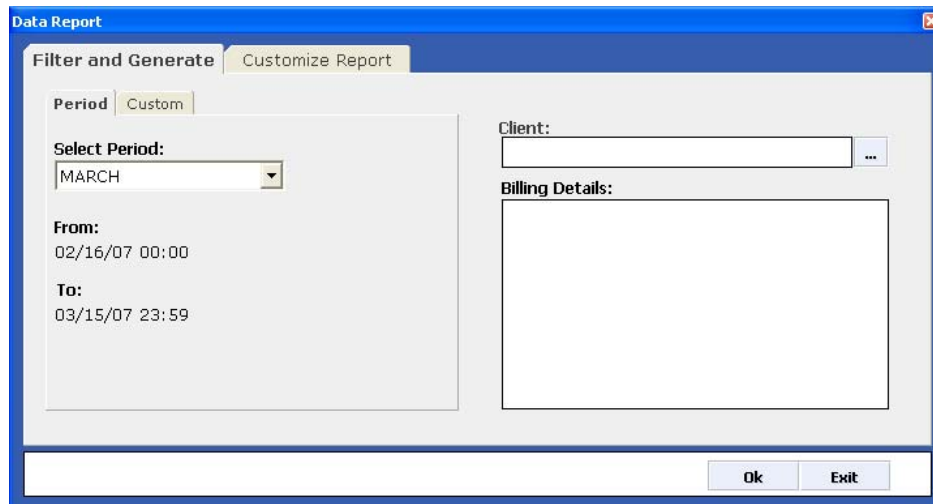 Data Report
Filter and Generate
Customize Report
Period
Custom
Select Period:
MARCH
From:
02/16/07 00:00
To:
03/15/07 23:59
Client:
...
Billing Details:
Ok
Exit